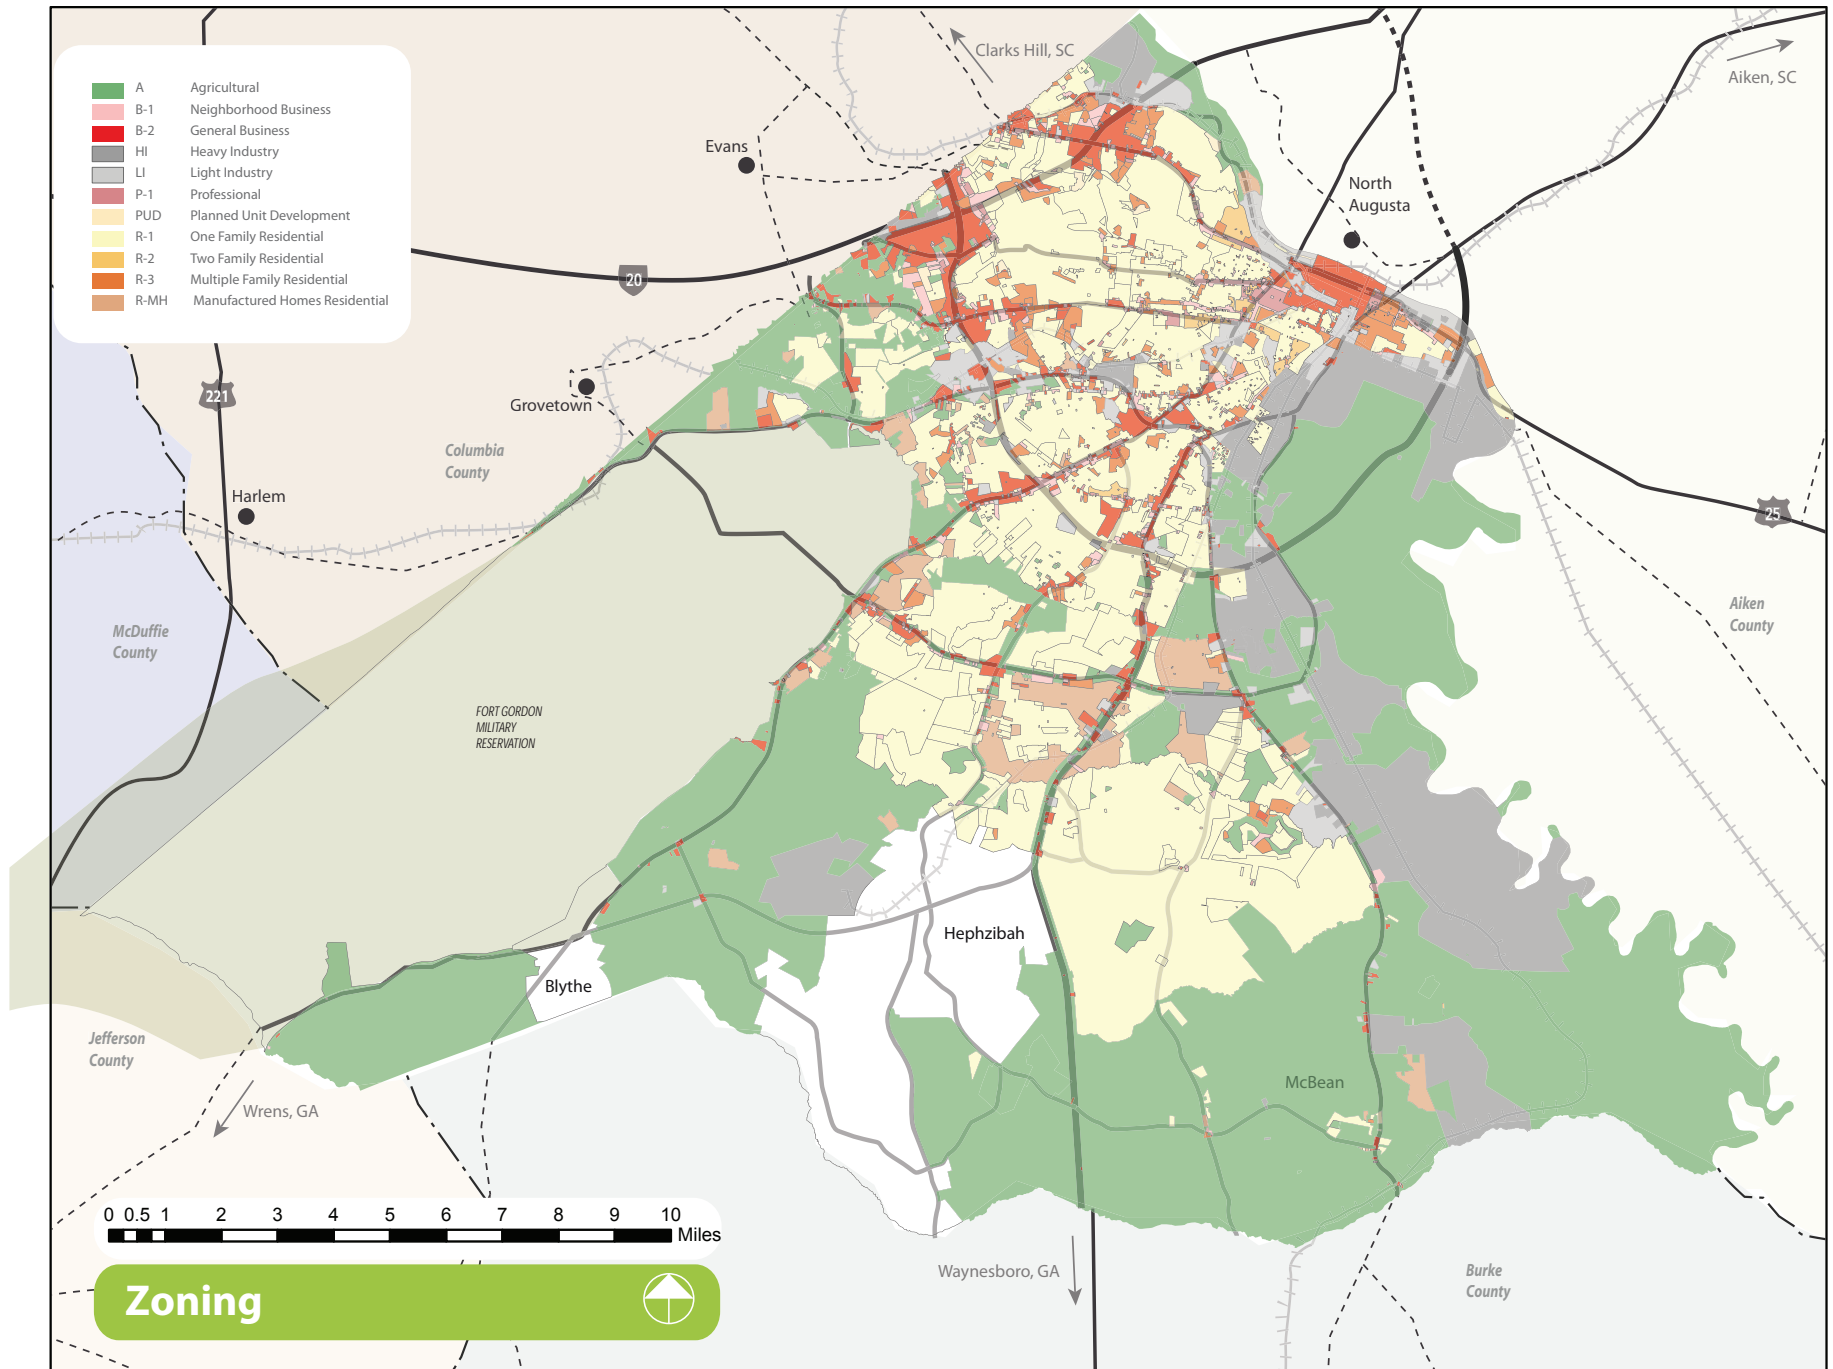 A Agricultural
B-1 Neighborhood Business
B-2 General Business
HI Heavy Industry
LI Light Industry
P-1 Professional
PUD Planned Unit Development
R-1 One Family Residential
R-2 Two Family Residential
R-3 Multiple Family Residential
R-MH Manufactured Homes Residential
Clarks Hill, SC
Aiken, SC
Evans
North
Augusta
20
221
Grovetown
Columbia
County
Harlem
25
McDuffie
County
Aiken
County
FORT GORDON
MILITARY
RESERVATION
Hephzibah
Blythe
Jefferson
County
McBean
Wrens, GA
0 0.5 1 2 3 4 5 6 7 8 9 10
Miles
Waynesboro, GA
Burke
County
Zoning